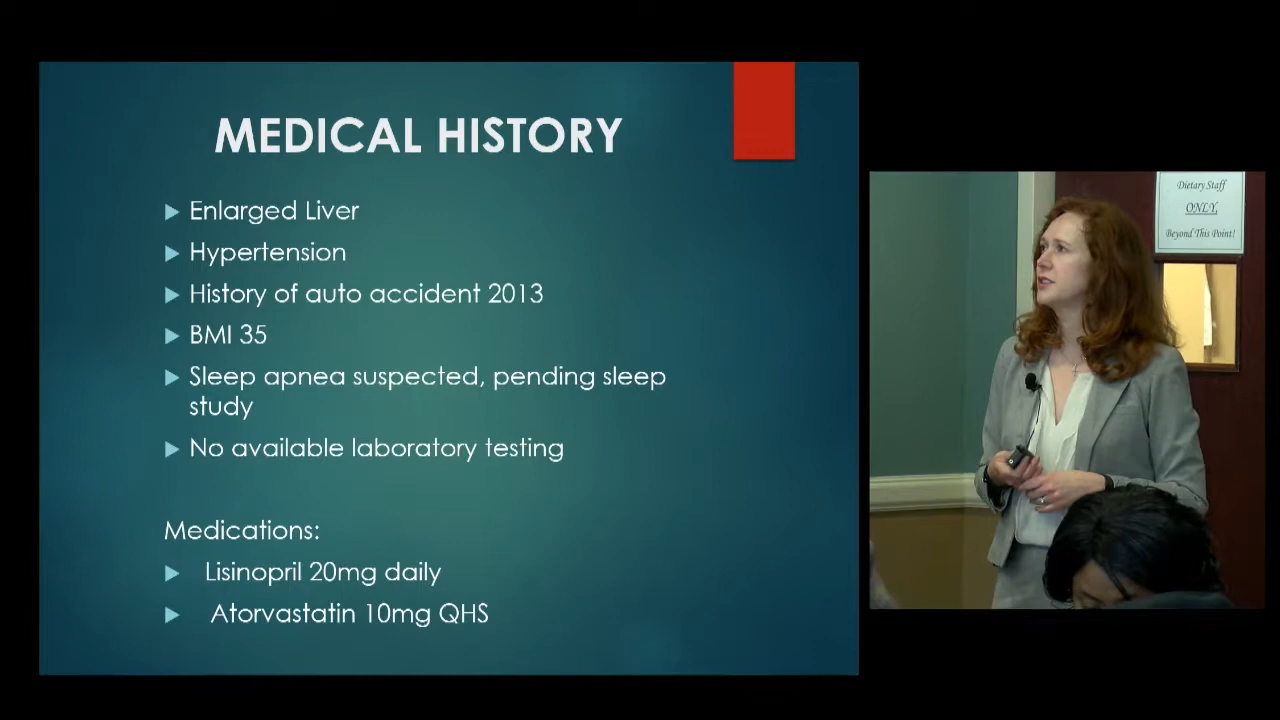 MEDICAL HISTORY
Enlarged Liver
Hypertension
History of auto accident 2013
BMI 35
Sleep apnea suspected, pending sleep
study
No available laboratory testing
Medications:
Lisinopril 20mg daily
Atorvastatin 10mg QHS
Dietary Staff
ONLY,
Beyond This Point!